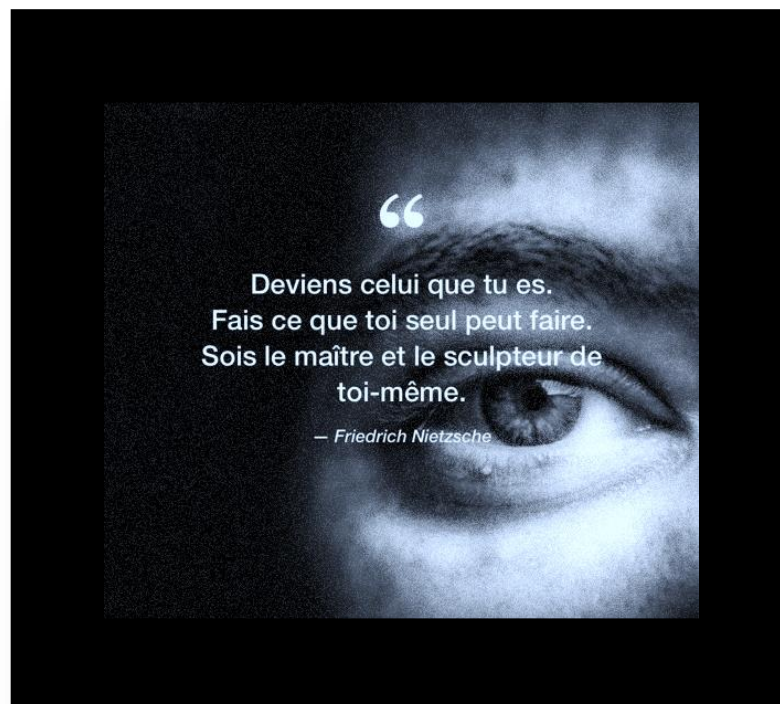 “
Deviens celui que tu es.
Fais ce que toi seul peut faire.
Sois le maître et le sculpteur de
toi-même.
— Friedrich Nietzsche